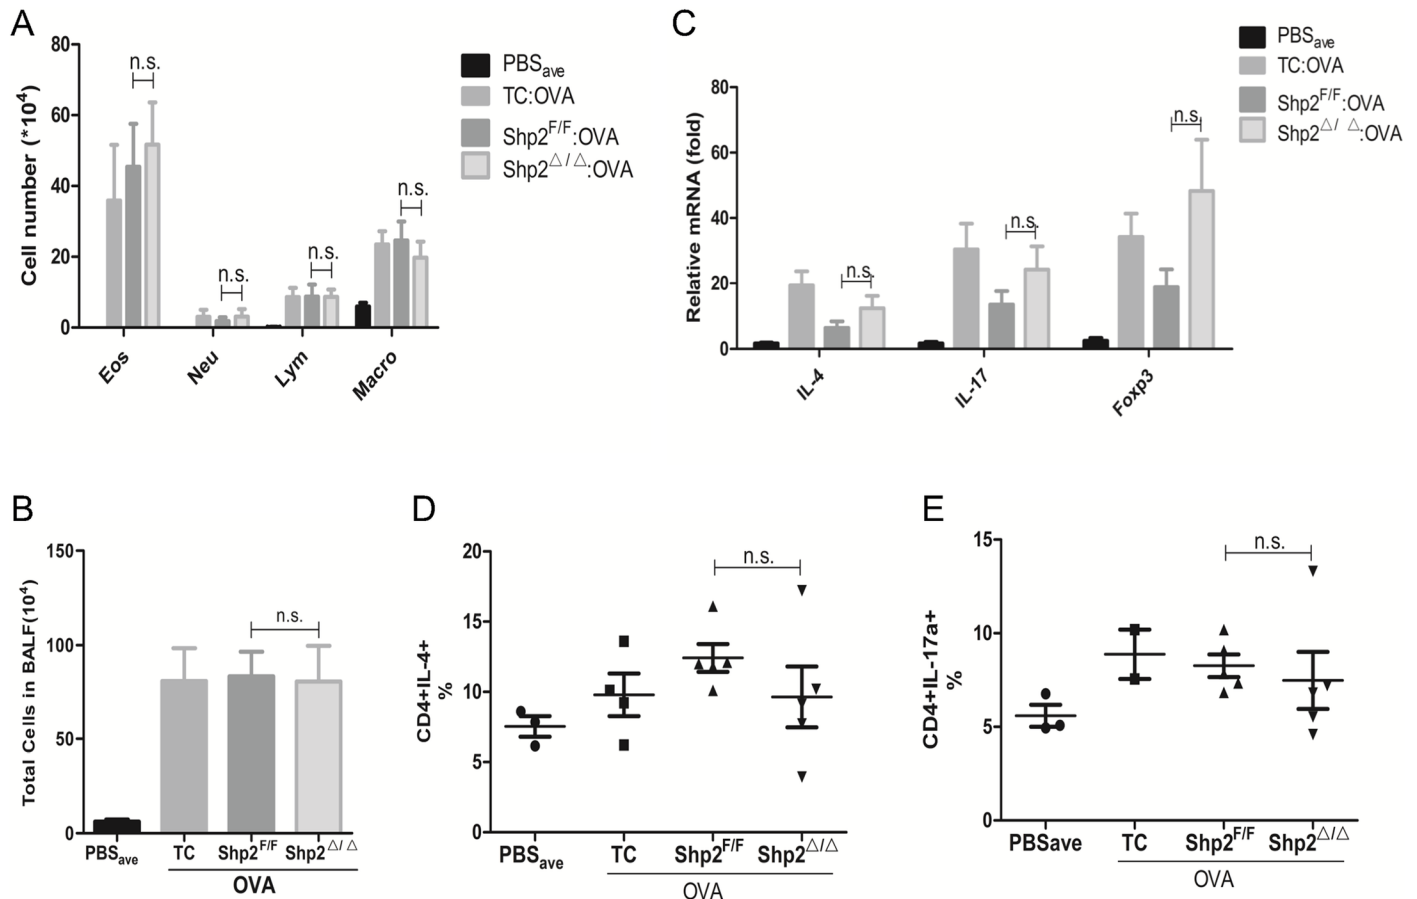 A
Cell number (*10⁴)
80
60
40
20
0
n.s.
n.s.
n.s.
n.s.
Eos
Neu
Lym
Macro
PBSave
TC:OVA
Shp2F/F:OVA
Shp2△/△:OVA
C
Relative mRNA (fold)
80
60
40
20
0
n.s.
n.s.
n.s
IL-4
IL-17
Foxp3
PBSave
TC:OVA
Shp2F/F:OVA
Shp2△/ △:OVA
B
Total Cells in BALF(10⁴)
150
100
50
0
n.s.
PBSave
TC
Shp2F/F
Shp2△/ △
OVA
D
CD4+IL-4+
%
20
15
10
5
0
n.s.
PBSave
TC
Shp2F/F
Shp2△/△
OVA
E
CD4+IL-17a+
%
15
10
5
0
n.s.
PBSave
TC
Shp2F/F
Shp2△/△
OVA